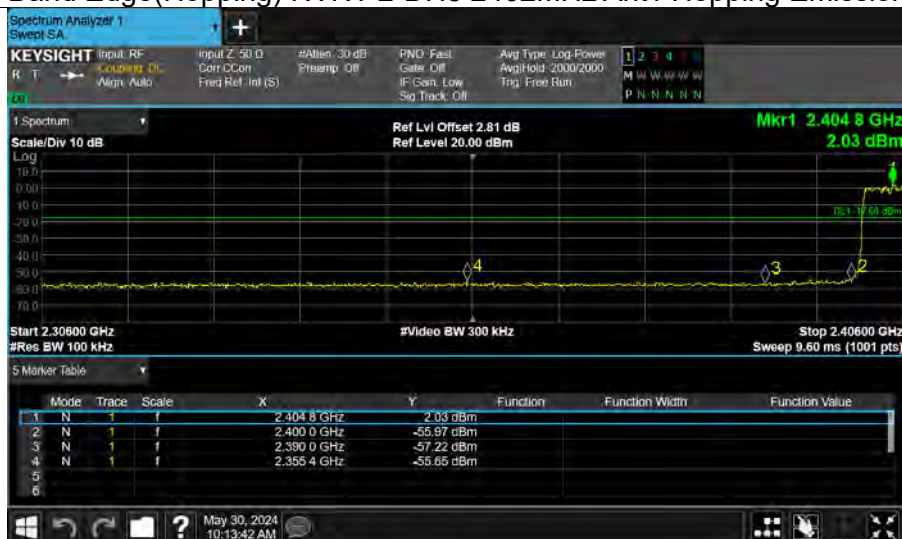 Spectrum Analyzer 1
Swept SA
+
KEYSIGHT Input: RF Input Z: 50 Ω #Atten: 30 dB PNO: Fast Avg Type: Log-Power 1 2 3 4
R T Coupling: DC Corr CCorr Preamp: Off Gate: Off Avg|Hold: 2000/2000 M W W W W W
Align: Auto Freq Ref: Int (S) IF Gain: Low Trig: Free Run
Sig Track: Off P N N N N N
1 Spectrum
Scale/Div 10 dB
Ref Lvl Offset 2.81 dB
Ref Level 20.00 dBm
Mkr1 2.404 8 GHz
2.03 dBm
Log
10.0
0.00
-10.0
-20.0
-30.0
-40.0
-50.0
-60.0
-70.0
1
4
3
2
Start 2.30600 GHz #Video BW 300 kHz Stop 2.40600 GHz
#Res BW 100 kHz Sweep 9.60 ms (1001 pts)
5 Marker Table
Mode Trace Scale X Y Function Function Width Function Value
1 N 1 f 2.404 8 GHz 2.03 dBm
2 N 1 f 2.400 0 GHz -55.97 dBm
3 N 1 f 2.390 0 GHz -57.22 dBm
4 N 1 f 2.355 4 GHz -55.65 dBm
5
6
? May 30, 2024
10:13:42 AM